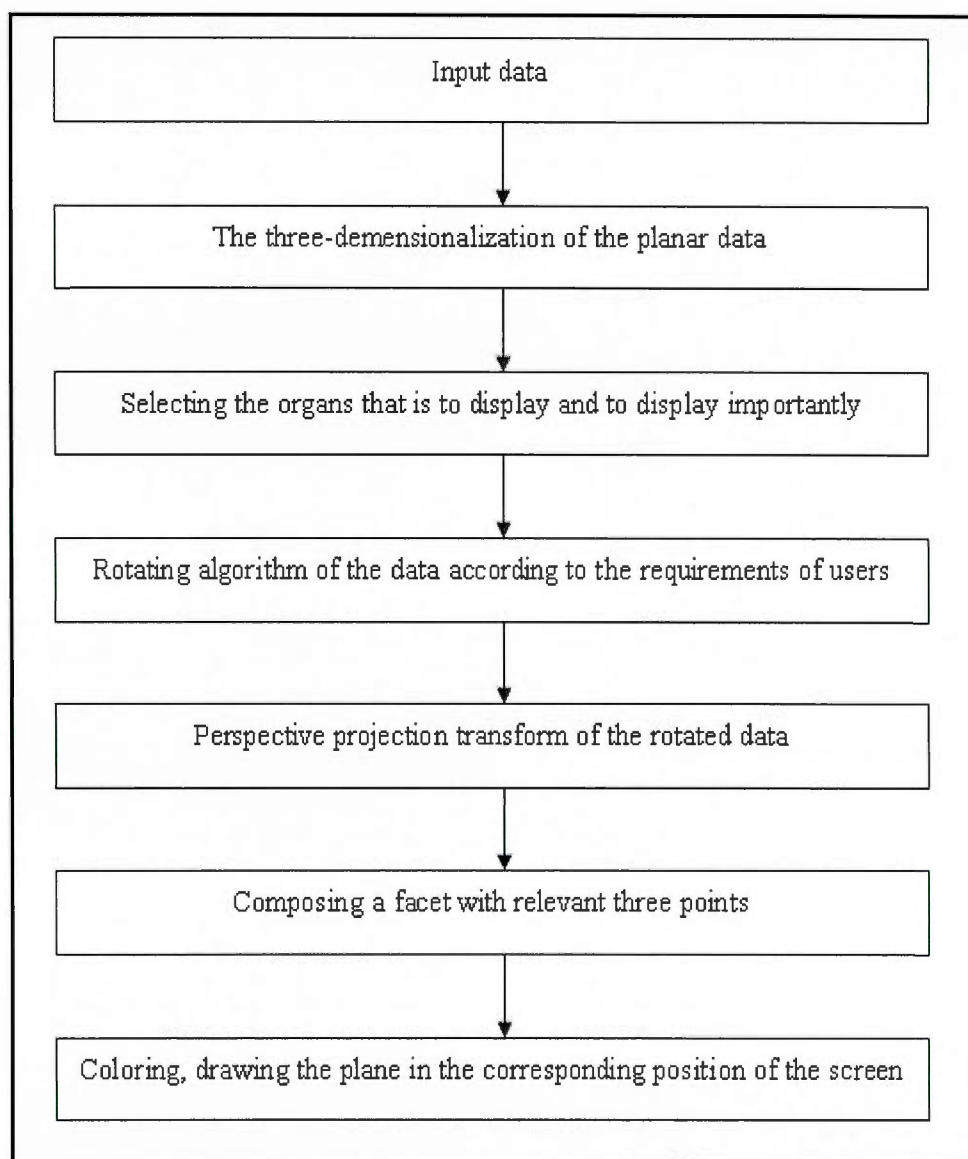 Input data
The three-demensionalization of the planar data
Selecting the organs that is to display and to display importantly
Rotating algorithm of the data according to the requirements of users
Perspective projection transform of the rotated data
Composing a facet with relevant three points
Coloring, drawing the plane in the corresponding position of the screen